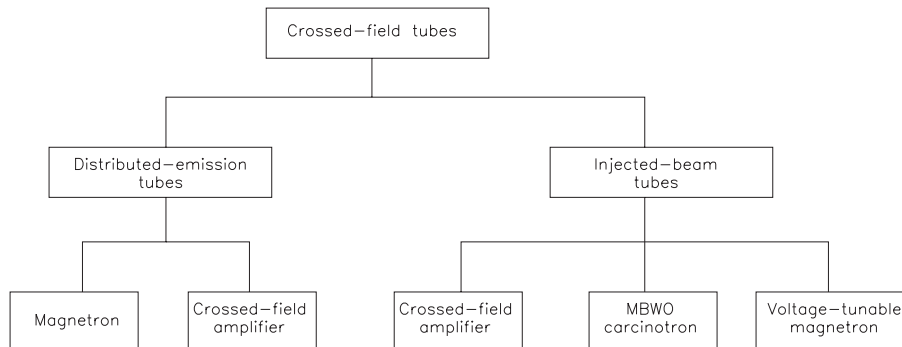 Crossed-field tubes
Distributed-emission
tubes
Injected-beam
tubes
Magnetron
Crossed-field
amplifier
Crossed-field
amplifier
MBWO
carcinotron
Voltage-tunable
magnetron